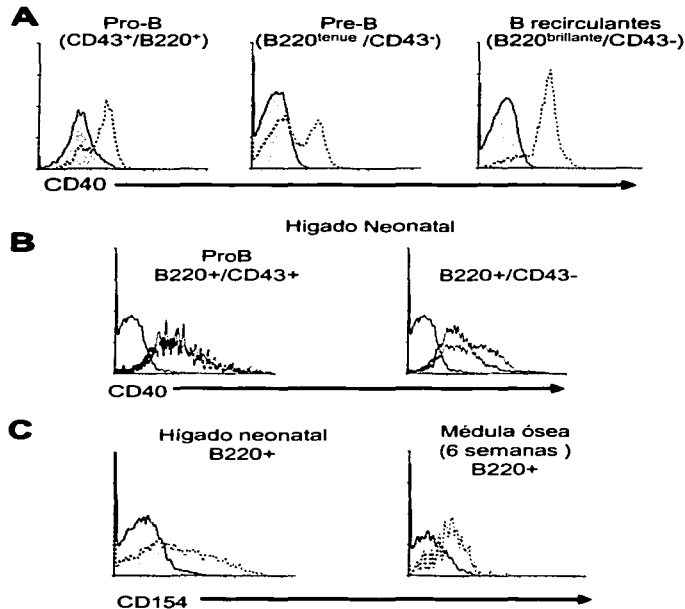 A
Pro-B
(CD43+/B220+)
Pre-B
(B220tenue /CD43-)
B recirculantes
(B220brillante/CD43-)
CD40
B
Hígado Neonatal
ProB
B220+/CD43+
B220+/CD43-
CD40
C
Hígado neonatal
B220+
Médula ósea
(6 semanas )
B220+
CD154